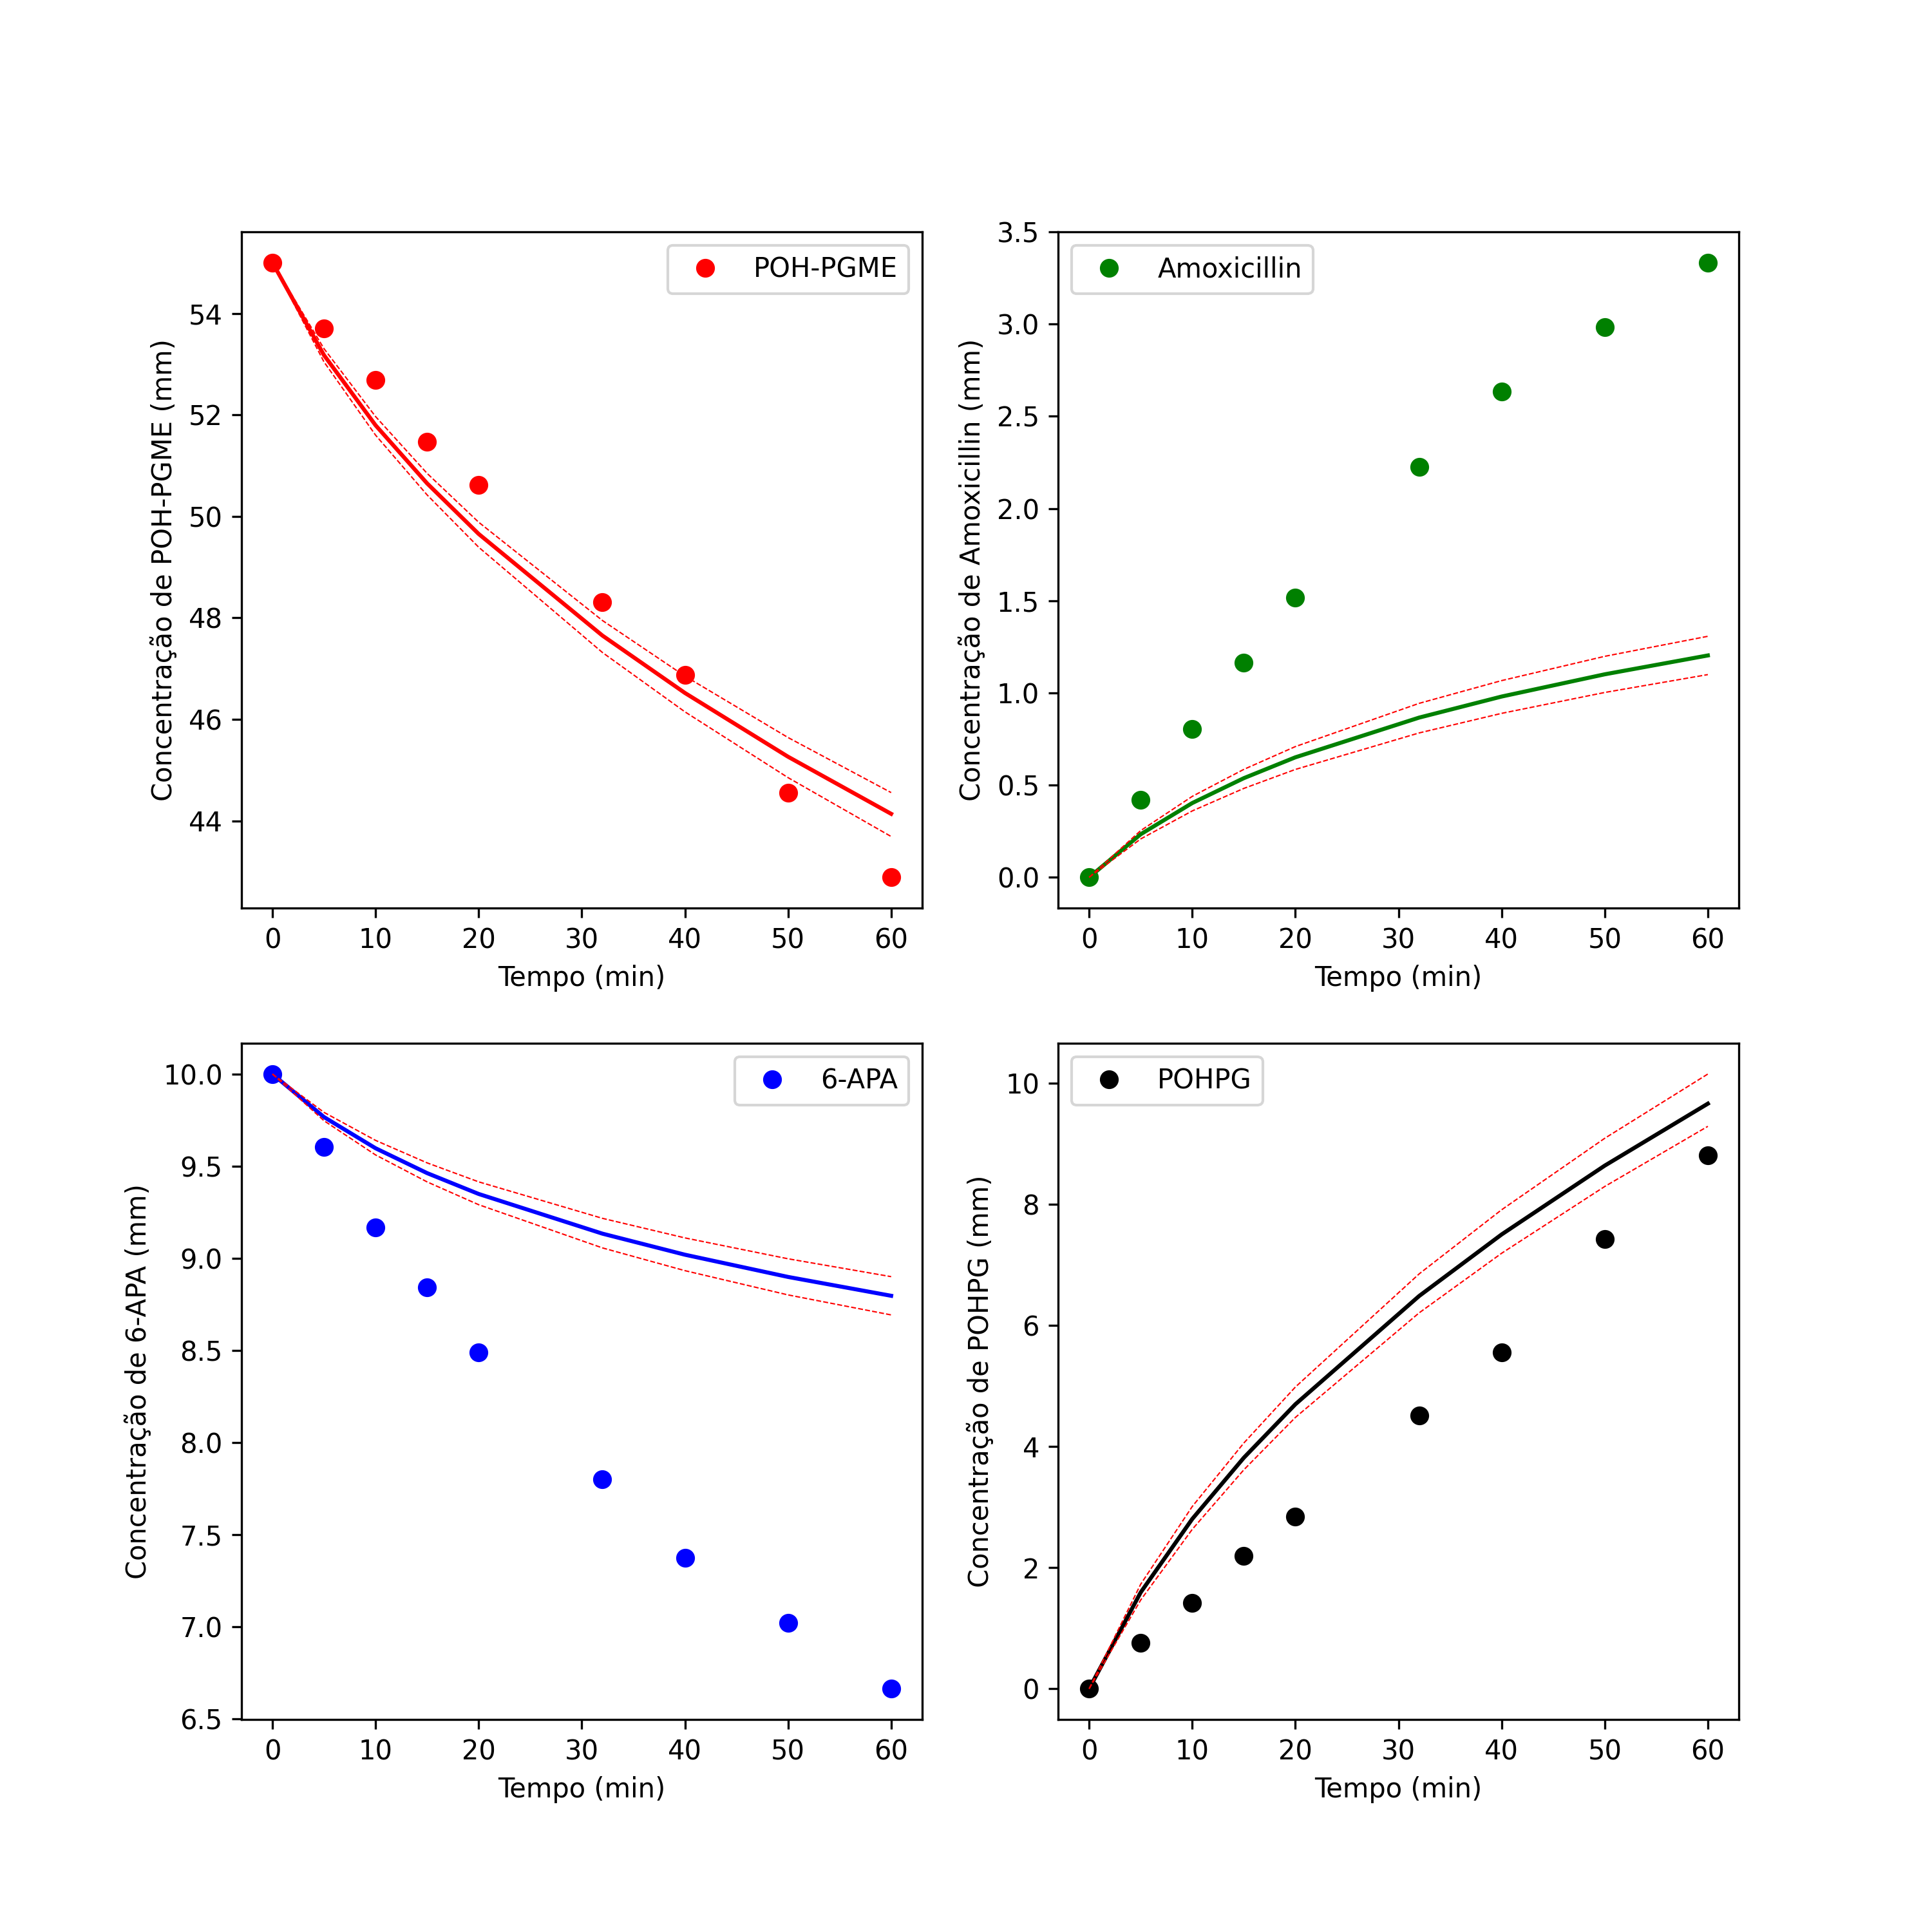 POH-PGME
Concentração de POH-PGME (mm)
54
52
50
48
46
44
0 10 20 30 40 50 60
Tempo (min)
Amoxicillin
Concentração de Amoxicillin (mm)
3.5
3.0
2.5
2.0
1.5
1.0
0.5
0.0
0 10 20 30 40 50 60
Tempo (min)
6-APA
Concentração de 6-APA (mm)
10.0
9.5
9.0
8.5
8.0
7.5
7.0
6.5
0 10 20 30 40 50 60
Tempo (min)
POHPG
Concentração de POHPG (mm)
10
8
6
4
2
0
0 10 20 30 40 50 60
Tempo (min)